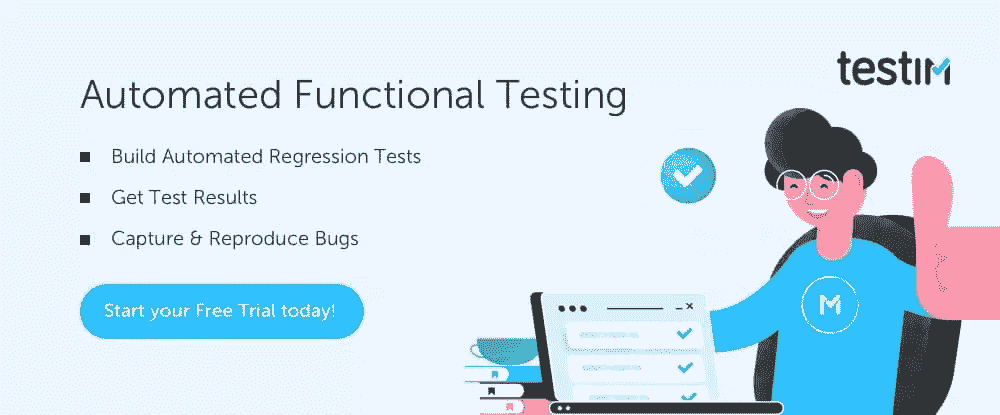 testim
Automated Functional Testing
Build Automated Regression Tests
Get Test Results
Capture & Reproduce Bugs
Start your Free Trial today!
M